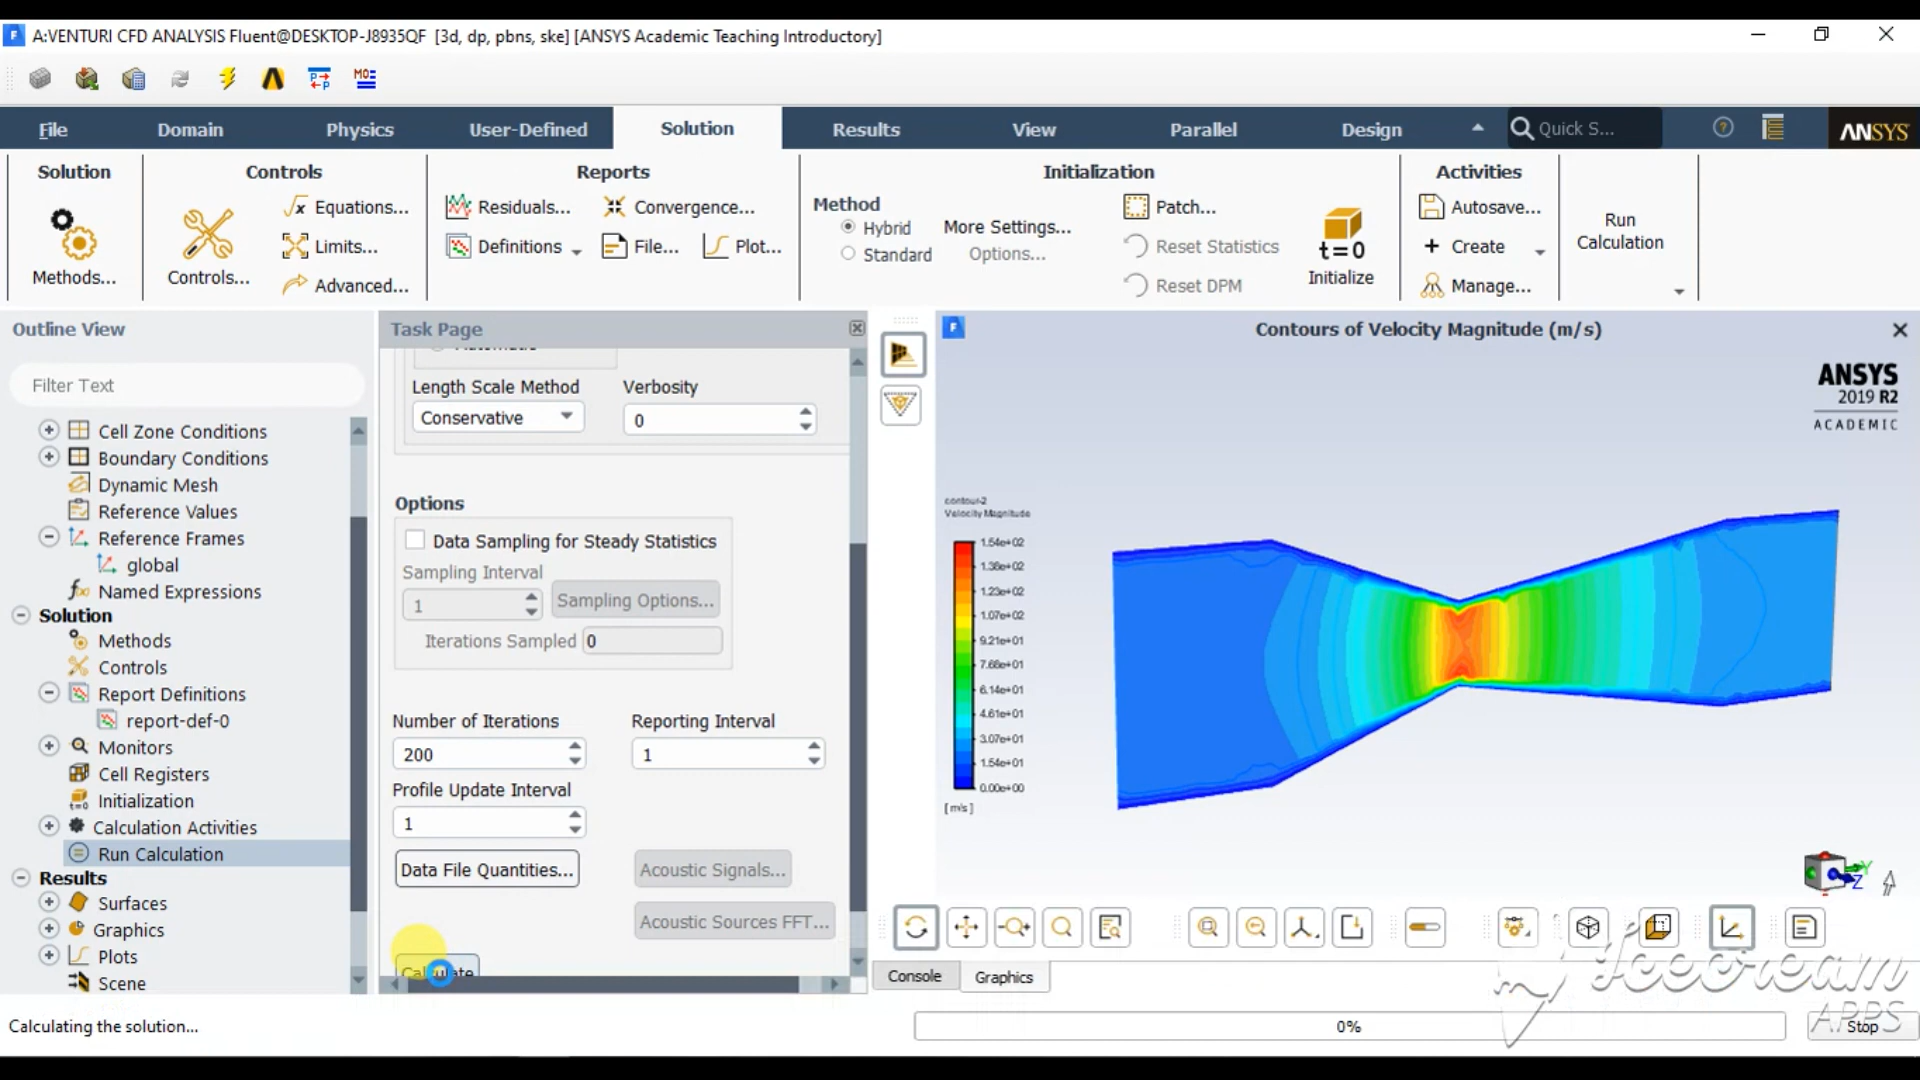 A:VENTURI CFD ANALYSIS Fluent@DESKTOP-J8935QF [3d, dp, pbns, ske] [ANSYS Academic Teaching Introductory]
File Domain Physics User-Defined Solution Results View Parallel Design Quick S... ANSYS
Solution Controls Reports Initialization Activities
Methods...
Controls...
Equations...
Limits...
Advanced...
Residuals... Convergence...
Definitions File... Plot...
Method
Hybrid
Standard
More Settings...
Options...
Patch...
Reset Statistics
Reset DPM
t=0
Initialize
Autosave...
Create
Manage...
Run
Calculation
Outline View
Filter Text
Cell Zone Conditions
Boundary Conditions
Dynamic Mesh
Reference Values
Reference Frames
global
Named Expressions
Solution
Methods
Controls
Report Definitions
report-def-0
Monitors
Cell Registers
Initialization
Calculation Activities
Run Calculation
Results
Surfaces
Graphics
Plots
Scene
Task Page
Automatic
Length Scale Method Verbosity
Conservative 0
Options
Data Sampling for Steady Statistics
Sampling Interval
1 Sampling Options...
Iterations Sampled 0
Number of Iterations Reporting Interval
200 1
Profile Update Interval
1
Data File Quantities... Acoustic Signals...
Acoustic Sources FFT...
Calculate
Contours of Velocity Magnitude (m/s)
ANSYS
2019 R2
ACADEMIC
contour-2
Velocity Magnitude
1.54e+02
1.38e+02
1.23e+02
1.07e+02
9.21e+01
7.68e+01
6.14e+01
4.61e+01
3.07e+01
1.54e+01
0.00e+00
[m/s]
Y
Z
Console Graphics
Icecream
APPS
Calculating the solution...
0%
Stop